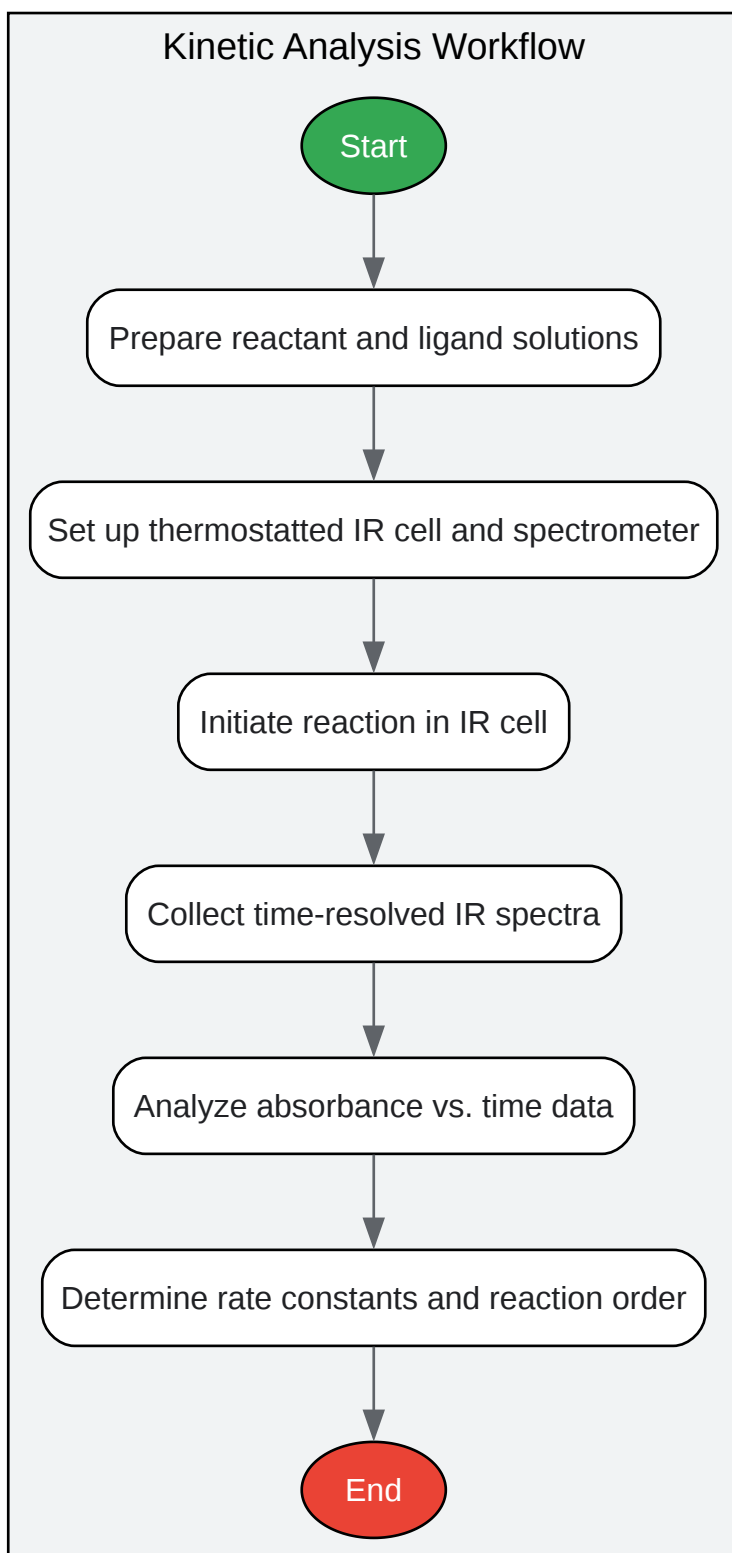 Kinetic Analysis Workflow
Start
Prepare reactant and ligand solutions
Set up thermostatted IR cell and spectrometer
Initiate reaction in IR cell
Collect time-resolved IR spectra
Analyze absorbance vs. time data
Determine rate constants and reaction order
End